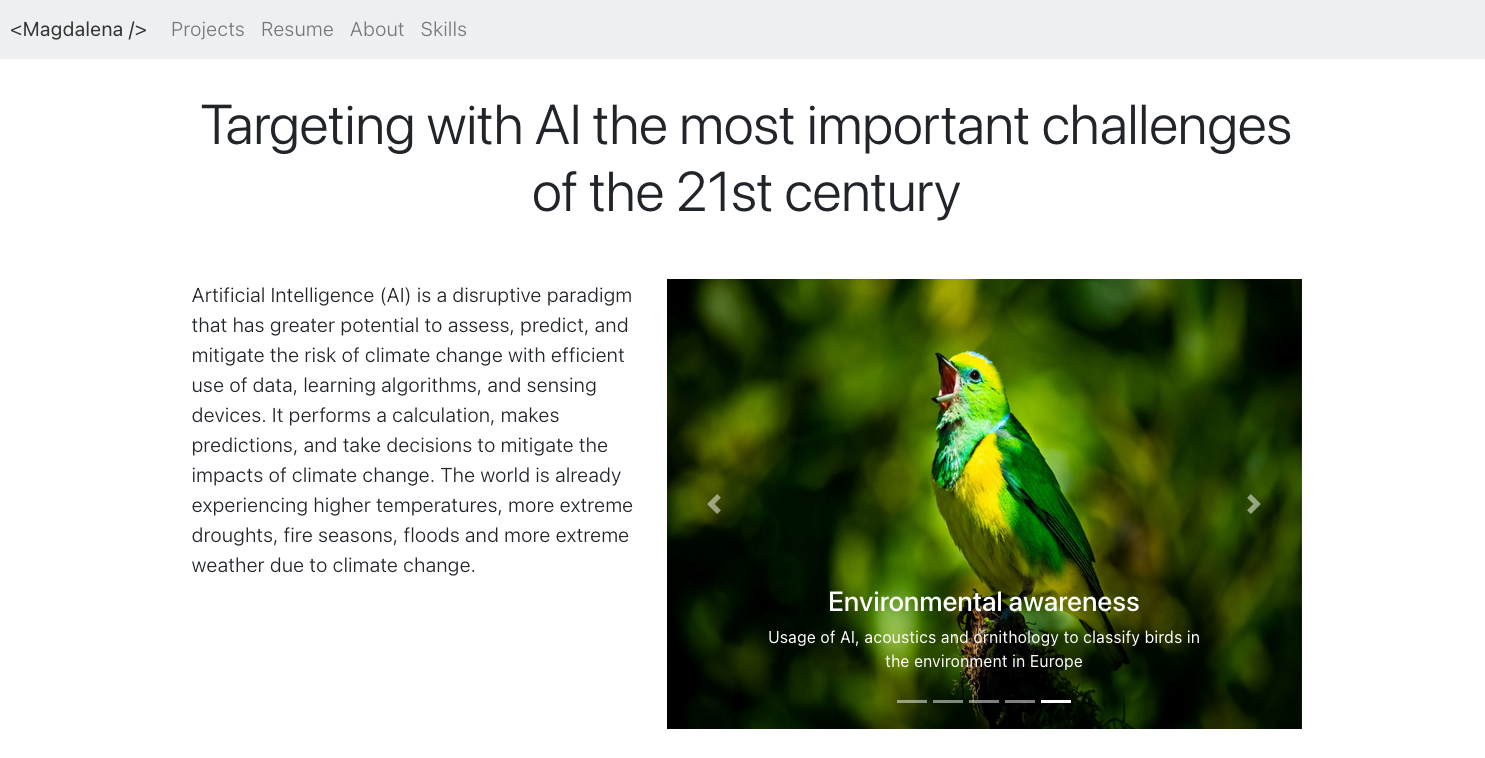 <Magdalena /> Projects Resume About Skills
Targeting with AI the most important challenges
of the 21st century
Artificial Intelligence (AI) is a disruptive paradigm
that has greater potential to assess, predict, and
mitigate the risk of climate change with efficient
use of data, learning algorithms, and sensing
devices. It performs a calculation, makes
predictions, and take decisions to mitigate the
impacts of climate change. The world is already
experiencing higher temperatures, more extreme
droughts, fire seasons, floods and more extreme
weather due to climate change.
Environmental awareness
Usage of AI, acoustics and ornithology to classify birds in
the environment in Europe